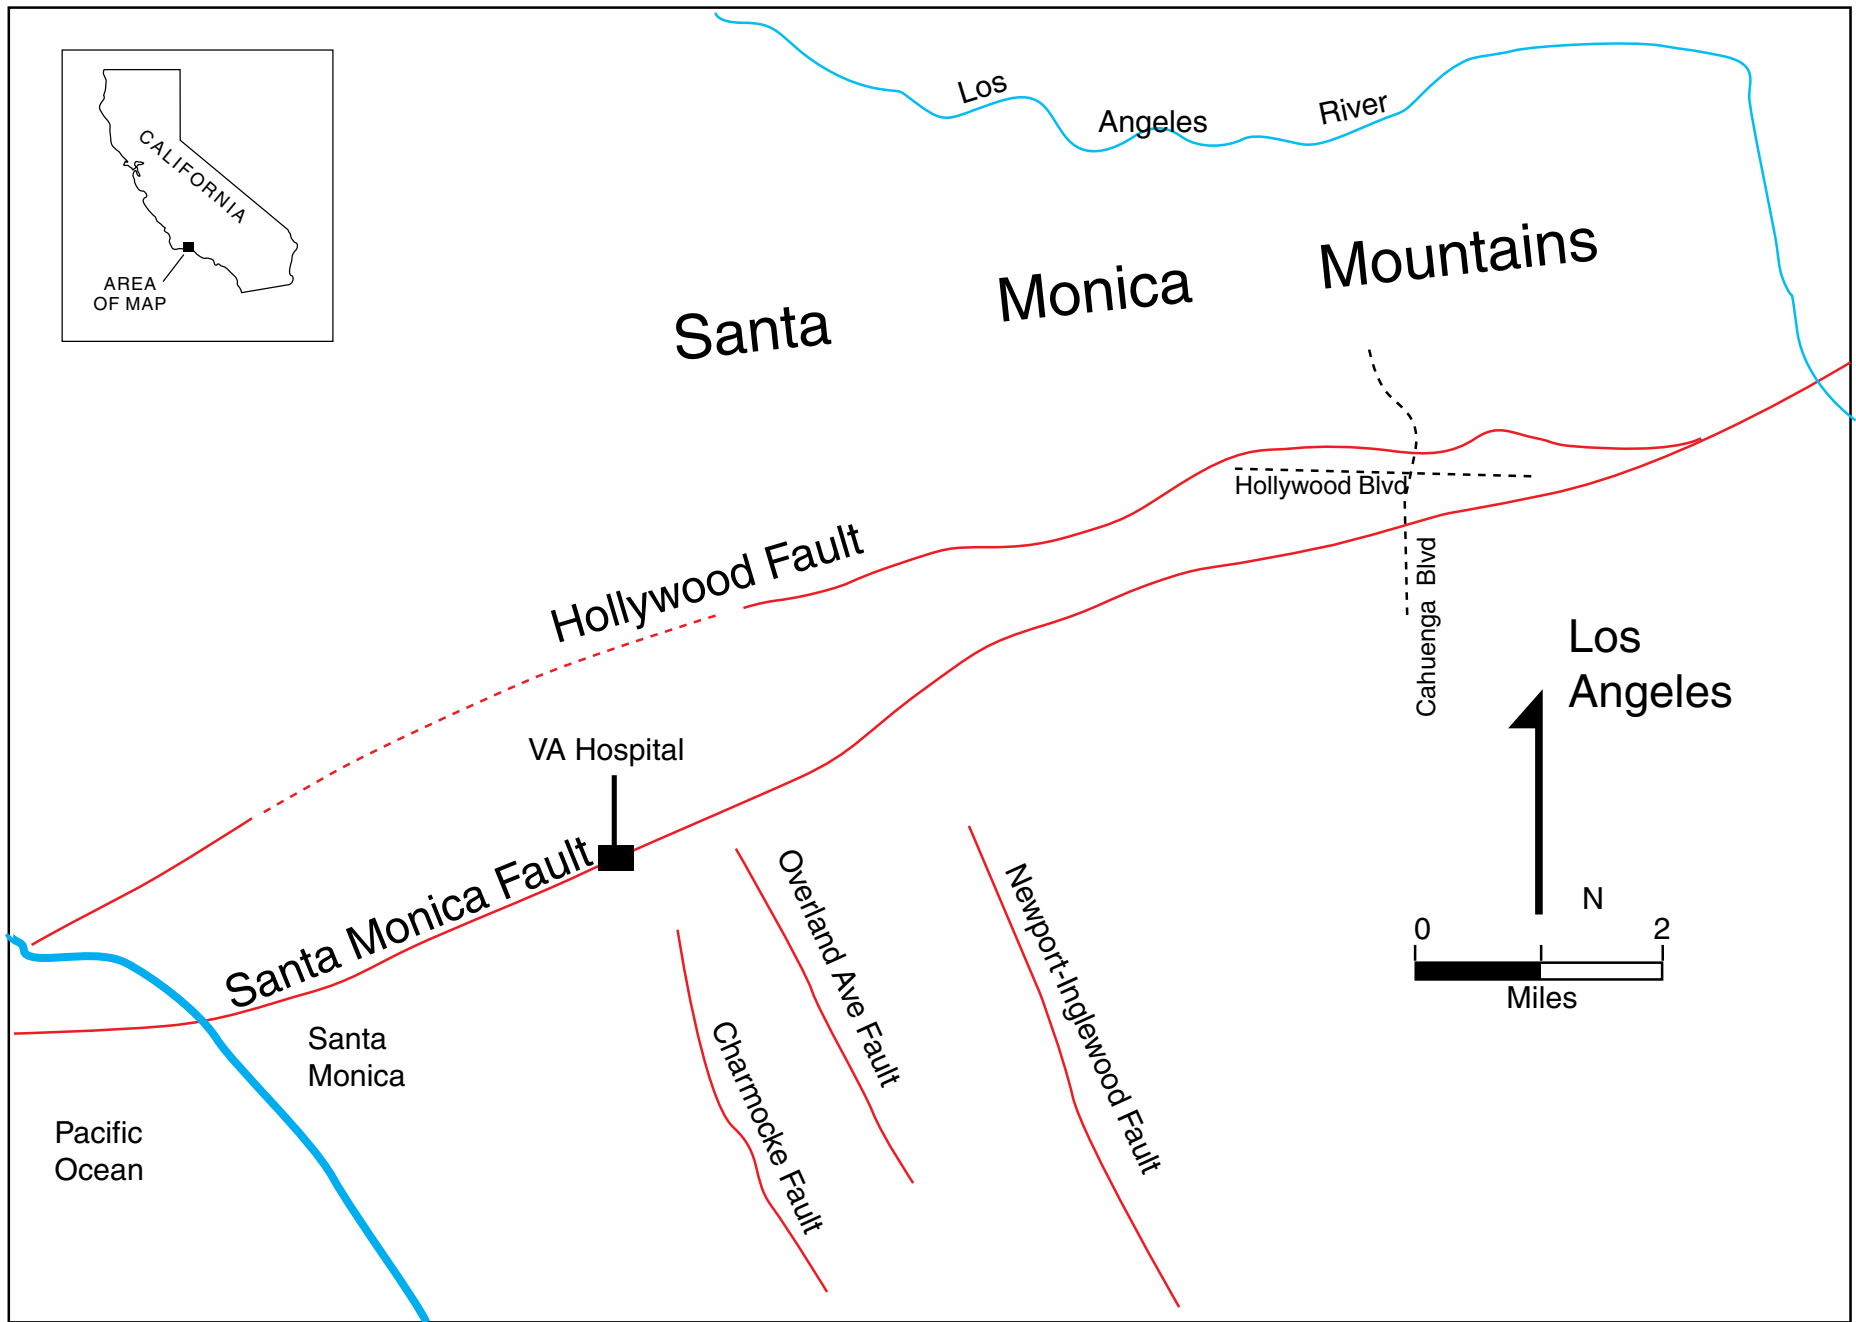 Los
Angeles
River
CALIFORNIA
AREA
OF MAP
Santa
Monica
Mountains
Hollywood Blvd
Hollywood Fault
Cahuenga Blvd
Los
Angeles
VA Hospital
Santa Monica Fault
Overland Ave Fault
Newport-Inglewood Fault
Charmocke Fault
N
0
2
Miles
Santa
Monica
Pacific
Ocean